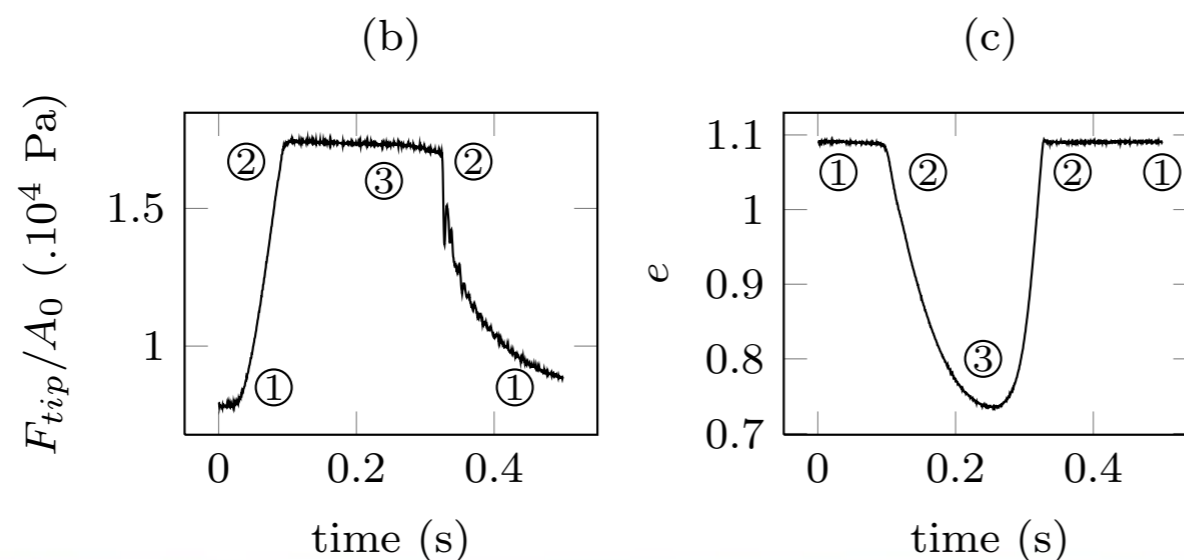 (b)
F_tip/A_0 (.10^4 Pa)
1.5
1
② ② ③ ① ①
0 0.2 0.4
time (s)
(c)
e
1.1
1
0.9
0.8
0.7
① ② ② ① ③
0 0.2 0.4
time (s)